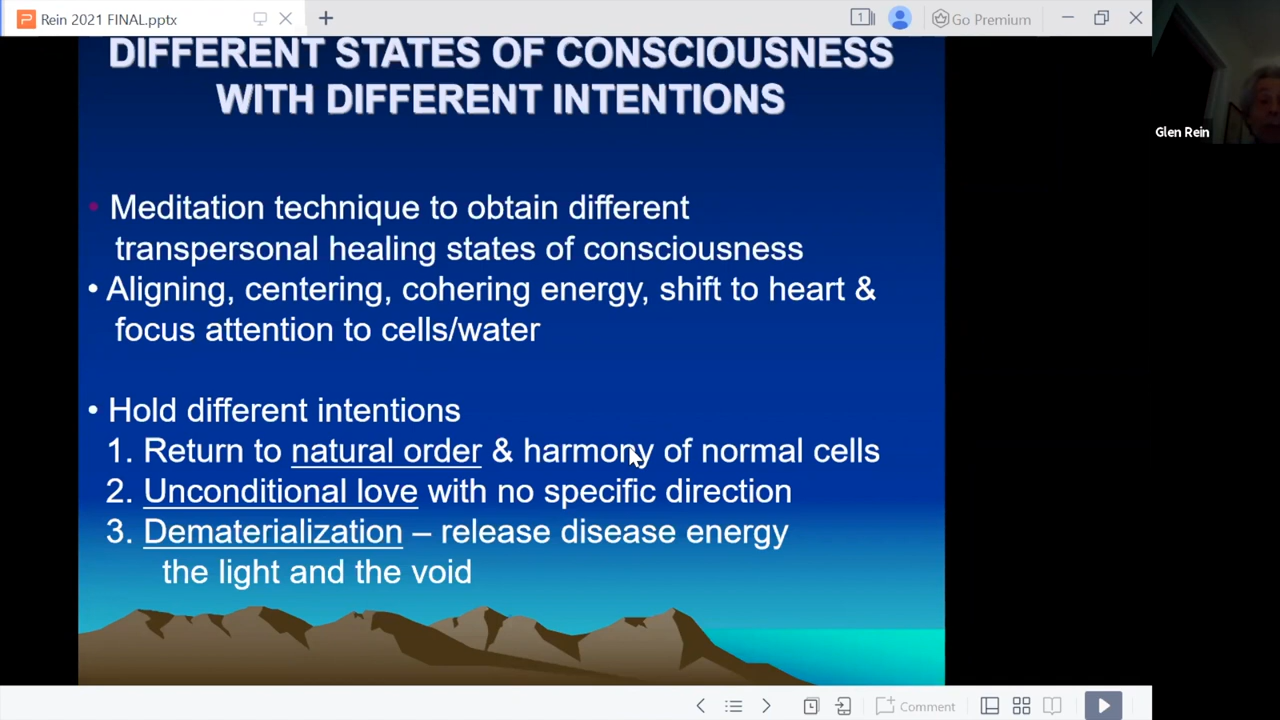 Rein 2021 FINAL.pptx
1
Go Premium
DIFFERENT STATES OF CONSCIOUSNESS
WITH DIFFERENT INTENTIONS
Glen Rein
• Meditation technique to obtain different
transpersonal healing states of consciousness
• Aligning, centering, cohering energy, shift to heart &
focus attention to cells/water
• Hold different intentions
1. Return to natural order & harmony of normal cells
2. Unconditional love with no specific direction
3. Dematerialization – release disease energy
the light and the void
Comment